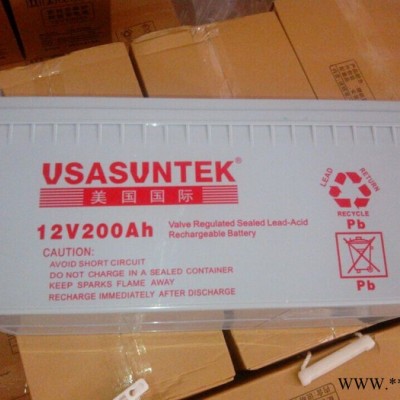 USASUNTEK®
美国国际
12V200Ah
Valve Regulated Sealed Lead-Acid
Rechargeable Battery
CAUTION:
AVOID SHORT CIRCUIT
DO NOT CHARGE IN A SEALED CONTAINER
KEEP SPARKS FLAME AWAY
RECHARGE IMMEDIATELY AFTER DISCHARGE
LEAD
RETURN
RECYCLE
Pb
Pb
WWW.**